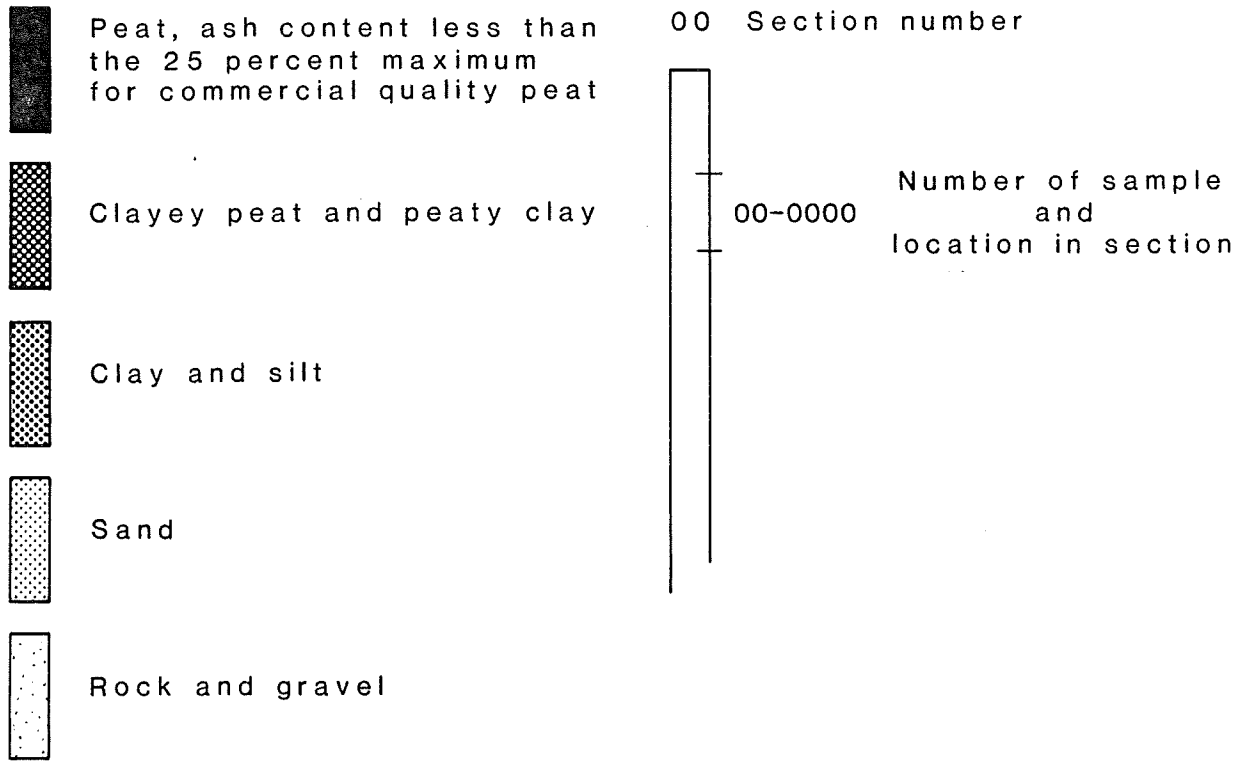 Peat, ash content less than
the 25 percent maximum
for commercial quality peat
Clayey peat and peaty clay
Clay and silt
Sand
Rock and gravel
00 Section number
00-0000
Number of sample
and
location in section